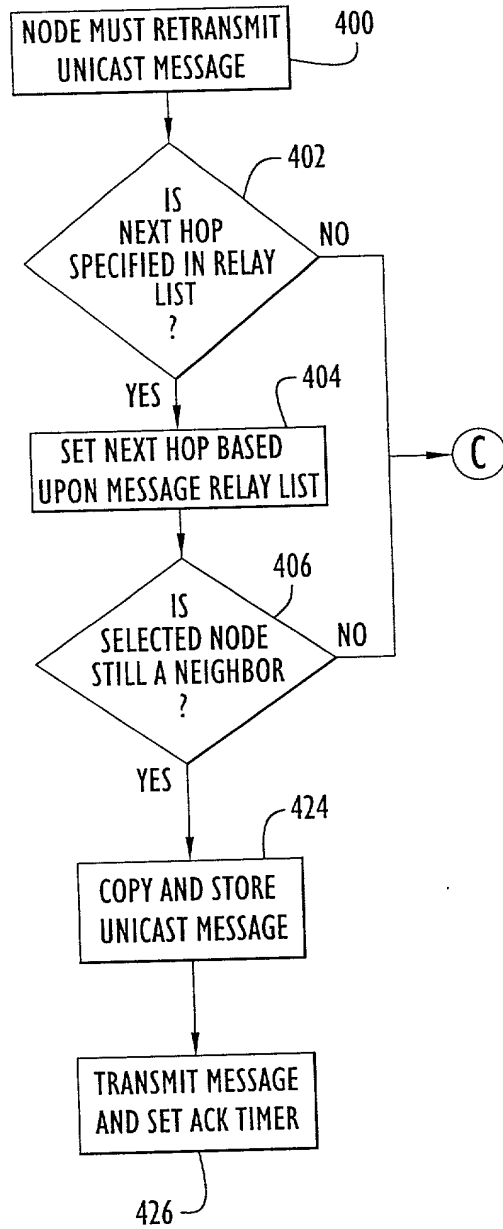 NODE MUST RETRANSMIT
UNICAST MESSAGE
400
402
IS
NEXT HOP
SPECIFIED IN RELAY
LIST
?
NO
YES
404
SET NEXT HOP BASED
UPON MESSAGE RELAY LIST
C
406
IS
SELECTED NODE
STILL A NEIGHBOR
?
NO
YES
424
COPY AND STORE
UNICAST MESSAGE
TRANSMIT MESSAGE
AND SET ACK TIMER
426